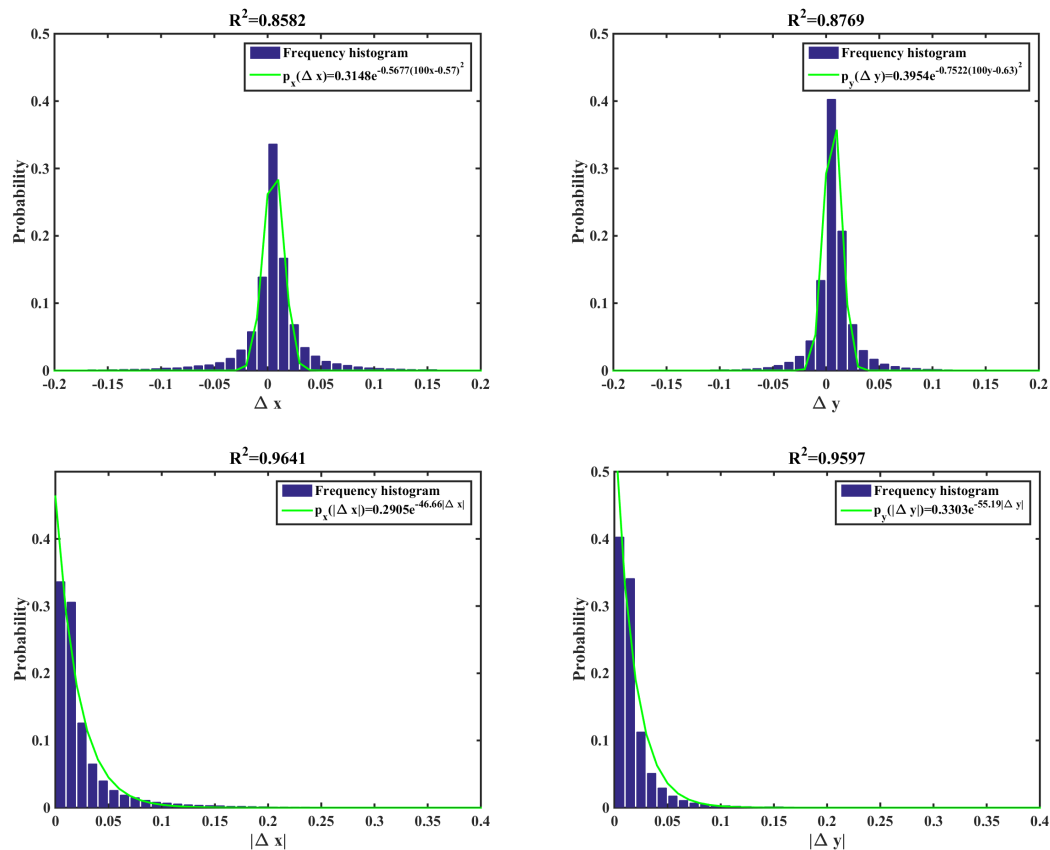 R²=0.8582
0.5
0.4
0.3
0.2
0.1
0
Probability
Frequency histogram
pₓ(Δ x)=0.3148e^-0.5677(100x-0.57)²
-0.2 -0.15 -0.1 -0.05 0 0.05 0.1 0.15 0.2
Δ x
R²=0.8769
0.5
0.4
0.3
0.2
0.1
0
Probability
Frequency histogram
p_y(Δ y)=0.3954e^-0.7522(100y-0.63)²
-0.2 -0.15 -0.1 -0.05 0 0.05 0.1 0.15 0.2
Δ y
R²=0.9641
0.4
0.3
0.2
0.1
0
Probability
Frequency histogram
pₓ(|Δ x|)=0.2905e^-46.66|Δ x|
0 0.05 0.1 0.15 0.2 0.25 0.3 0.35 0.4
|Δ x|
R²=0.9597
0.5
0.4
0.3
0.2
0.1
0
Probability
Frequency histogram
p_y(|Δ y|)=0.3303e^-55.19|Δ y|
0 0.05 0.1 0.15 0.2 0.25 0.3 0.35 0.4
|Δ y|